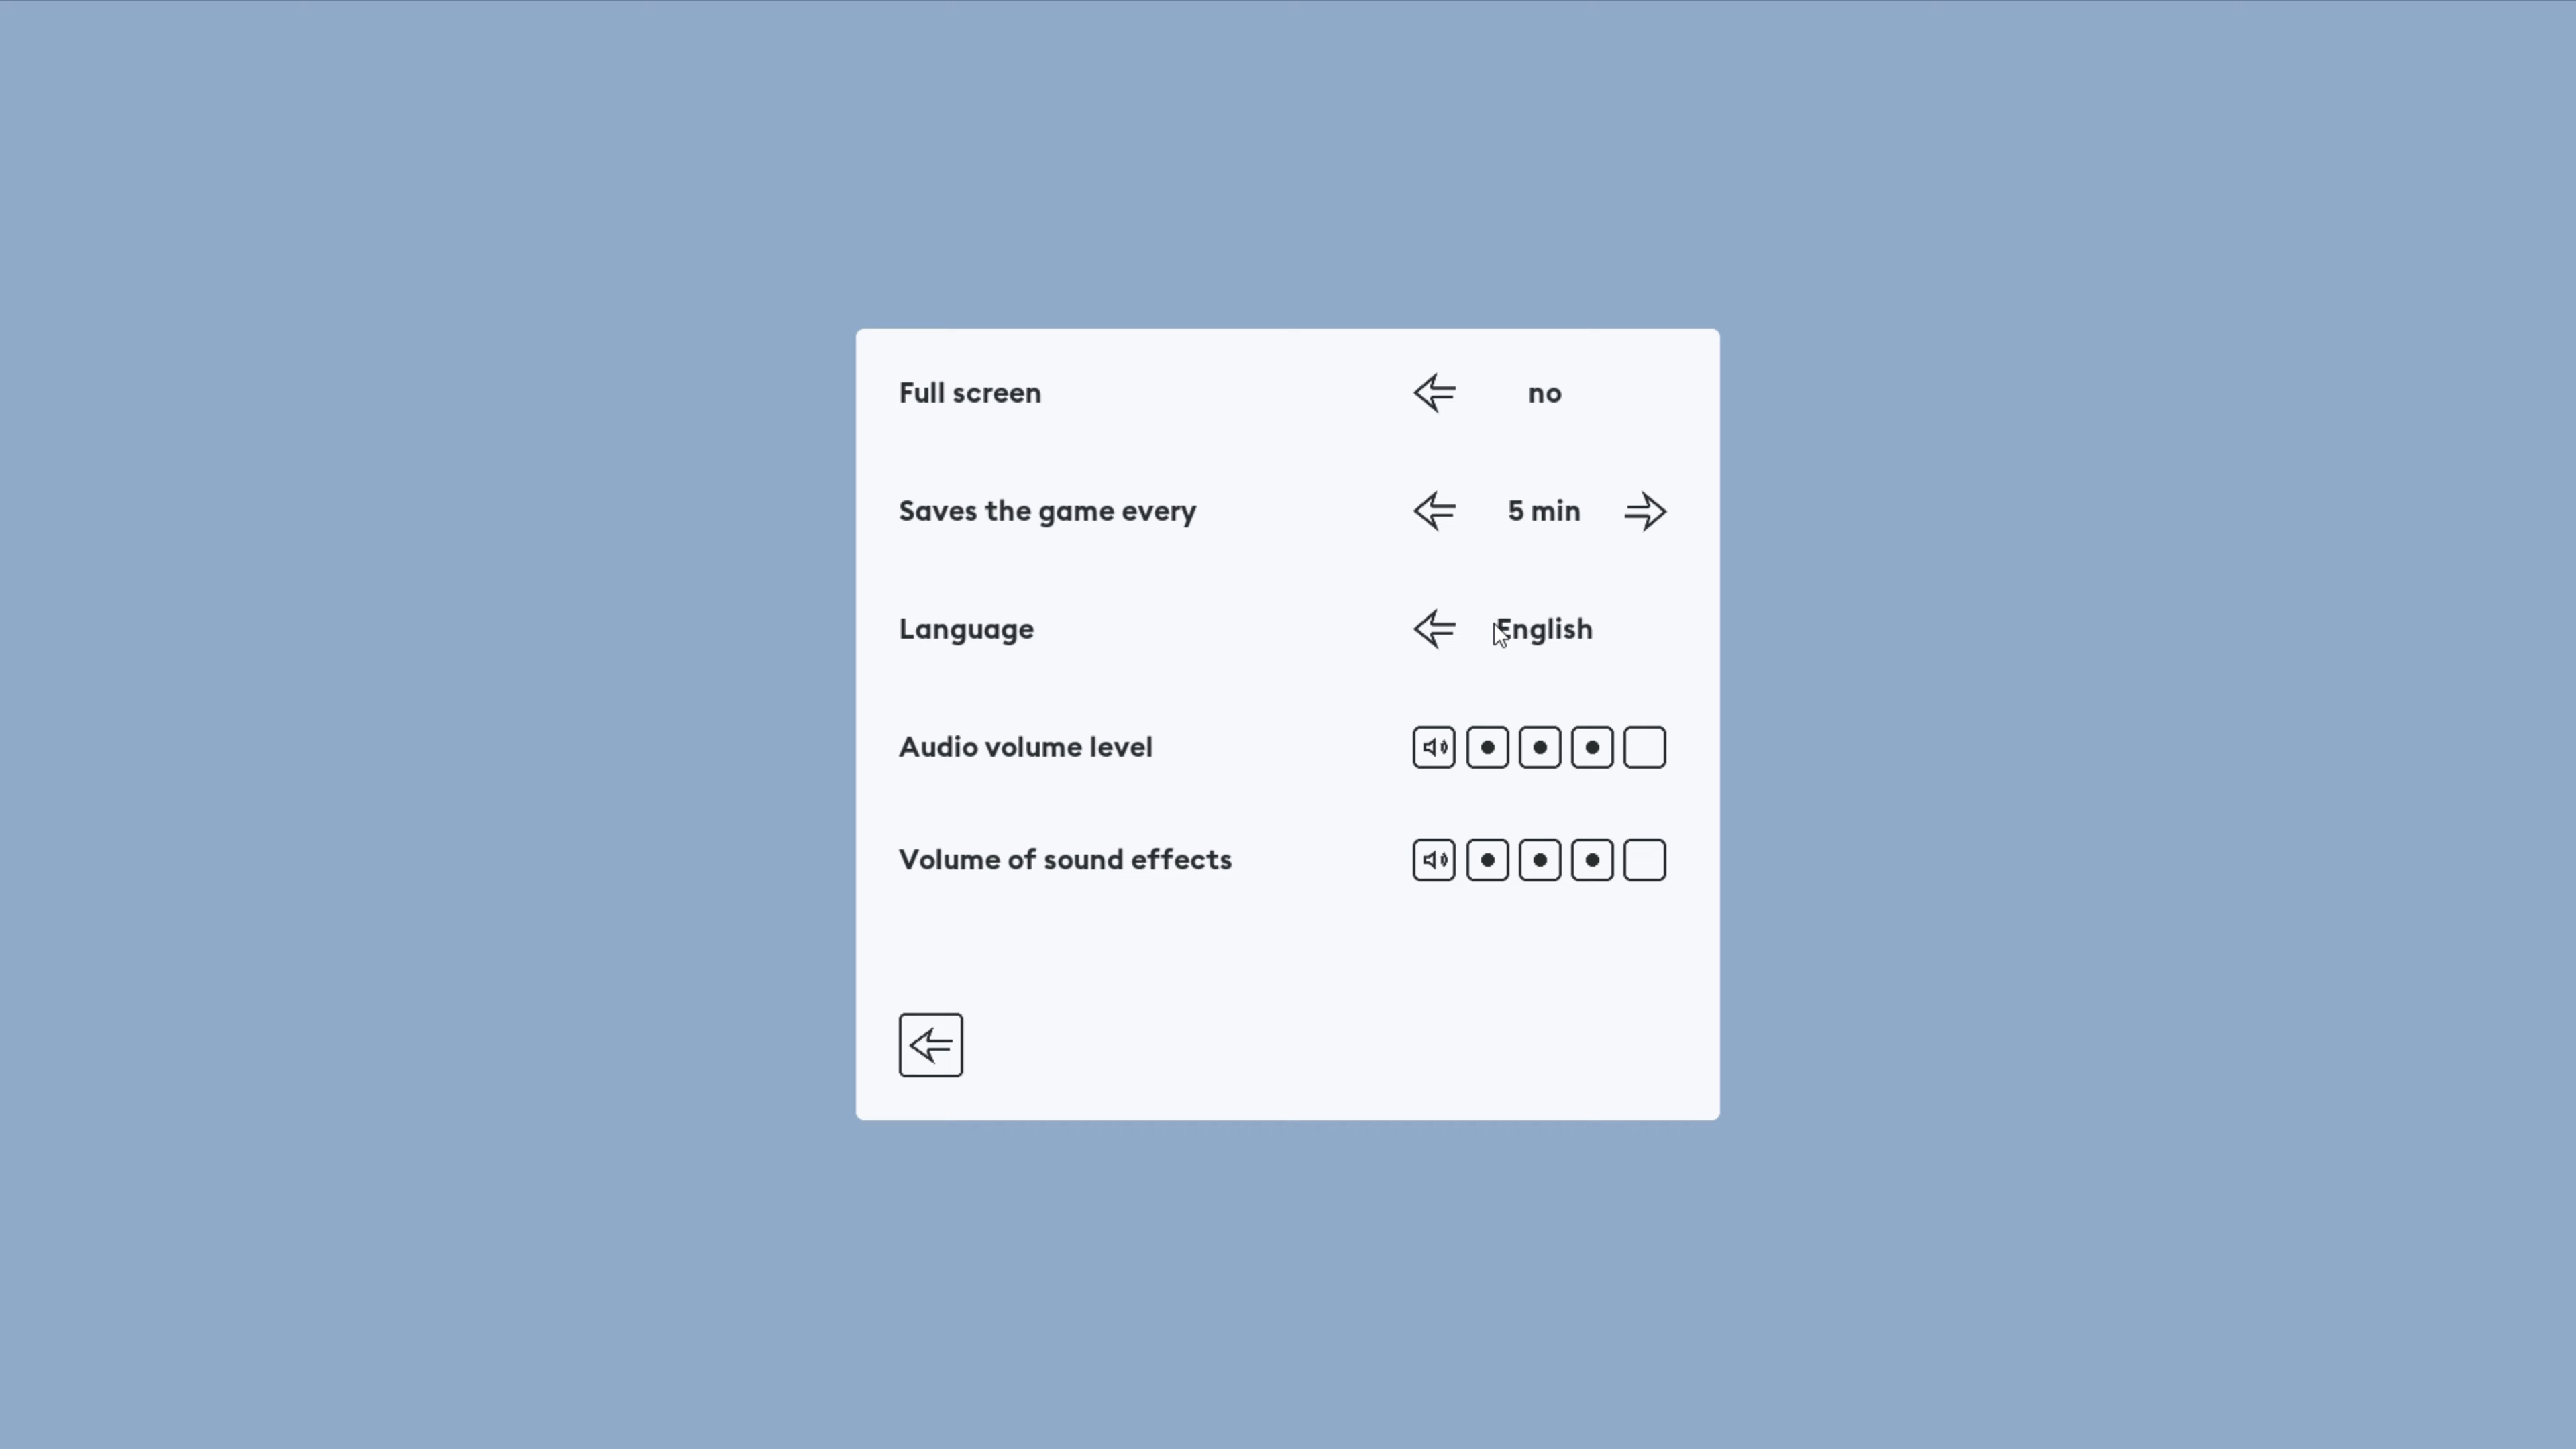 Full screen no
Saves the game every 5 min
Language English
Audio volume level
Volume of sound effects